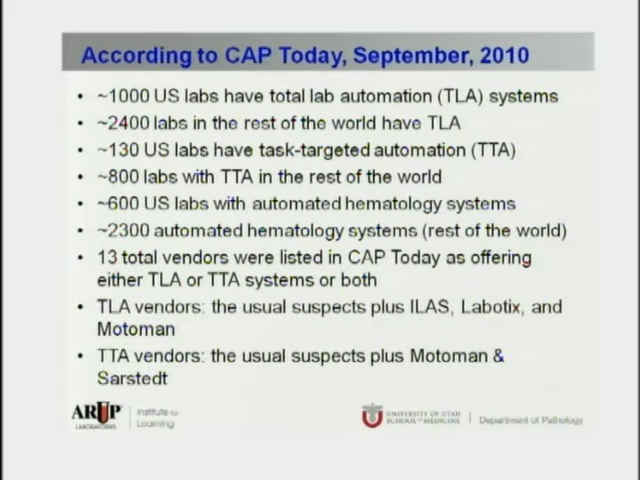 According to CAP Today, September, 2010
• ~1000 US labs have total lab automation (TLA) systems
• ~2400 labs in the rest of the world have TLA
• ~130 US labs have task-targeted automation (TTA)
• ~800 labs with TTA in the rest of the world
• ~600 US labs with automated hematology systems
• ~2300 automated hematology systems (rest of the world)
• 13 total vendors were listed in CAP Today as offering
either TLA or TTA systems or both
• TLA vendors: the usual suspects plus ILAS, Labotix, and
Motoman
• TTA vendors: the usual suspects plus Motoman &
Sarstedt
ARUP
LABORATORIES
Institute for
Learning
UNIVERSITY OF UTAH
SCHOOL OF MEDICINE
Department of Pathology